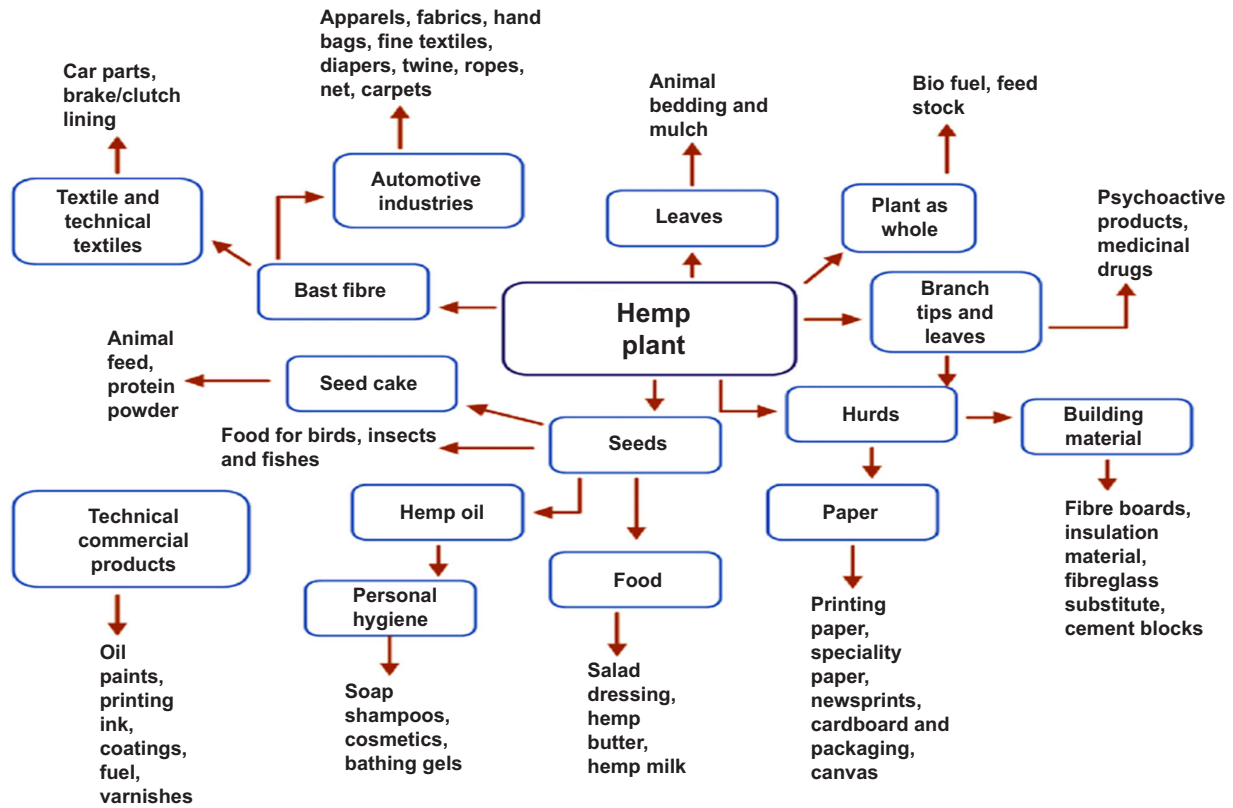 Apparels, fabrics, hand
bags, fine textiles,
diapers, twine, ropes,
net, carpets
Car parts,
brake/clutch
lining
Animal
bedding and
mulch
Bio fuel, feed
stock
Textile and
technical
textiles
Automotive
industries
Leaves
Plant as
whole
Psychoactive
products,
medicinal
drugs
Bast fibre
Hemp
plant
Branch
tips and
leaves
Animal
feed,
protein
powder
Seed cake
Hurds
Building
material
Food for birds, insects
and fishes
Seeds
Technical
commercial
products
Hemp oil
Paper
Fibre boards,
insulation
material,
fibreglass
substitute,
cement blocks
Food
Personal
hygiene
Printing
paper,
speciality
paper,
newsprints,
cardboard and
packaging,
canvas
Oil
paints,
printing
ink,
coatings,
fuel,
varnishes
Soap
shampoos,
cosmetics,
bathing gels
Salad
dressing,
hemp
butter,
hemp milk